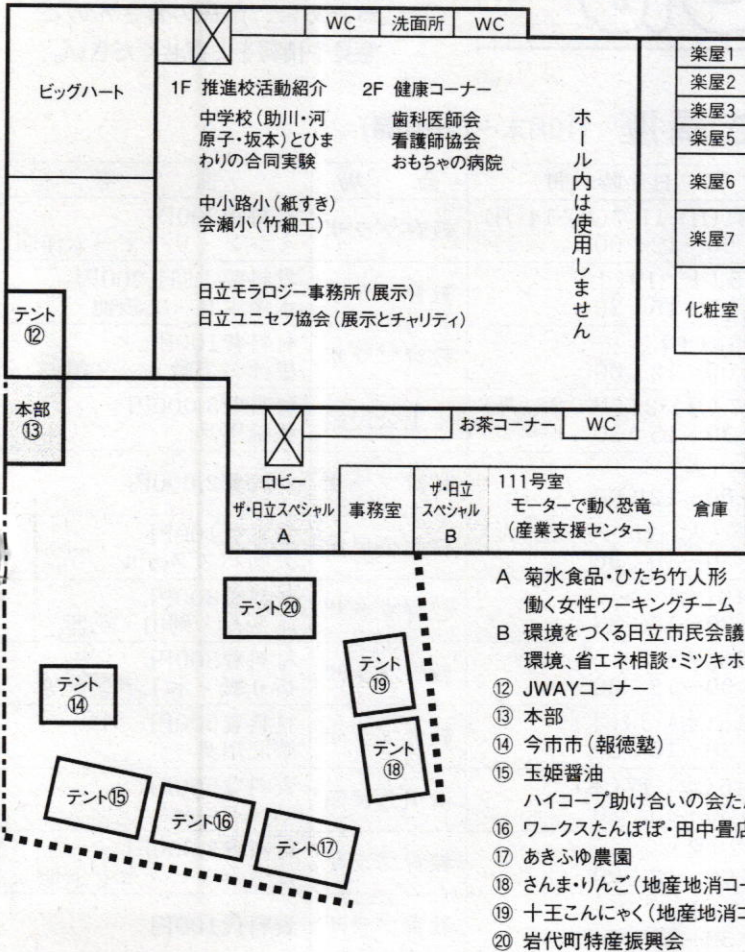 WC 洗面所 WC
ビッグハート
1F 推進校活動紹介
中学校(助川・河
原子・坂本)とひま
わりの合同実験
中小路小(紙すき)
会瀬小(竹細工)
2F 健康コーナー
歯科医師会
看護師協会
おもちゃの病院
日立モラロジー事務所(展示)
日立ユニセフ協会(展示とチャリティ)
ホール内は使用しません
楽屋1
楽屋2
楽屋3
楽屋5
楽屋6
楽屋7
化粧室
テント
⑫
本部
⑬
お茶コーナー WC
ロビー
ザ・日立スペシャル
A
事務室
ザ・日立
スペシャル
B
111号室
モーターで動く恐竜
(産業支援センター)
倉庫
テント⑳
テント
⑲
テント
⑱
テント
⑭
テント⑮
テント⑯
テント⑰
A 菊水食品・ひたち竹人形
働く女性ワーキングチーム
B 環境をつくる日立市民会議
環境、省エネ相談・ミツキホ
⑫ JWAYコーナー
⑬ 本部
⑭ 今市市(報徳塾)
⑮ 玉姫醤油
ハイコープ助け合いの会た
⑯ ワークスたんぽぽ・田中畳店
⑰ あきふゆ農園
⑱ さんま・りんご(地産地消コー
⑲ 十王こんにゃく(地産地消コ
⑳ 岩代町特産振興会